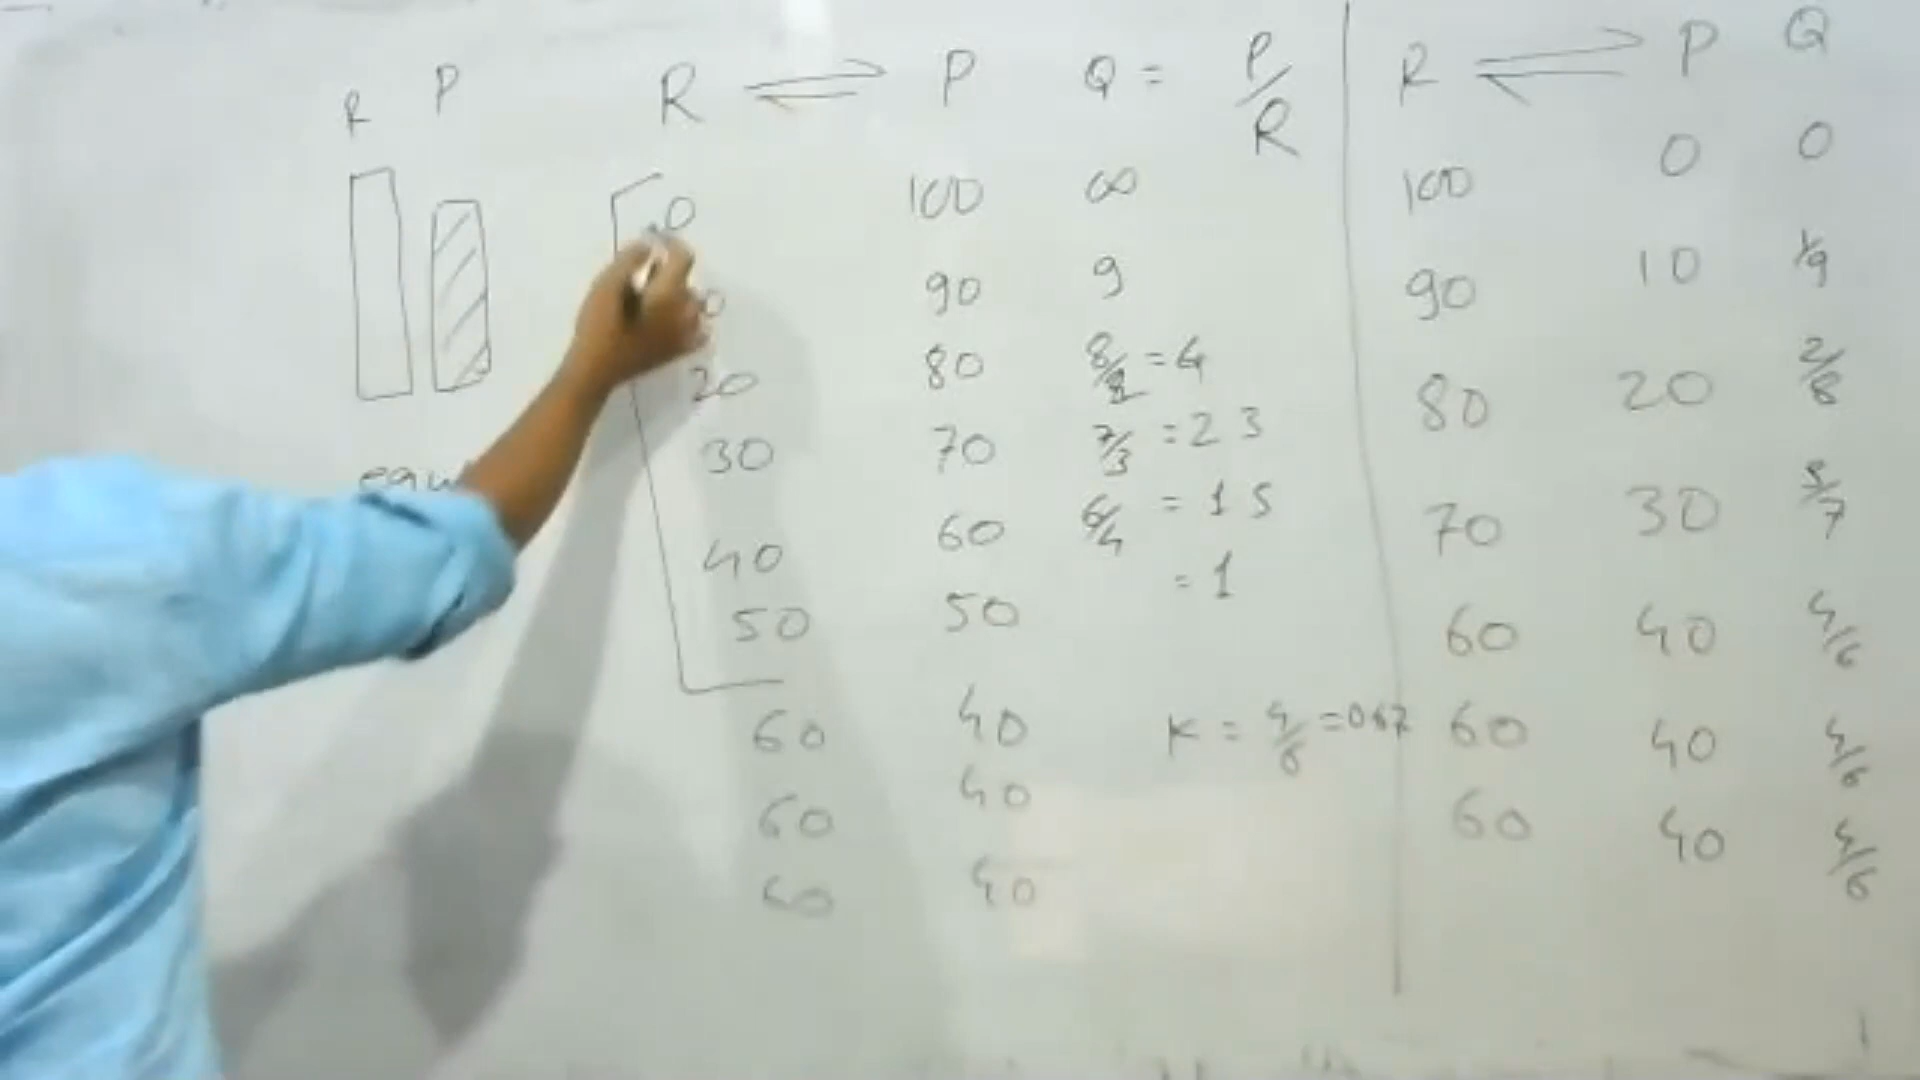 R P
R ⇌ P Q = P/R
0 100 ∞
0 90 9
20 80 8/2 = 4
30 70 7/3 = 2 3
40 60 6/4 = 1 5
50 50 = 1
60 40 K = 4/6 = 0 67
60 40
60 40
R ⇌ P Q
100 0 0
90 10 1/9
80 20 2/8
70 30 3/7
60 40 4/6
60 40 4/6
60 40 4/6